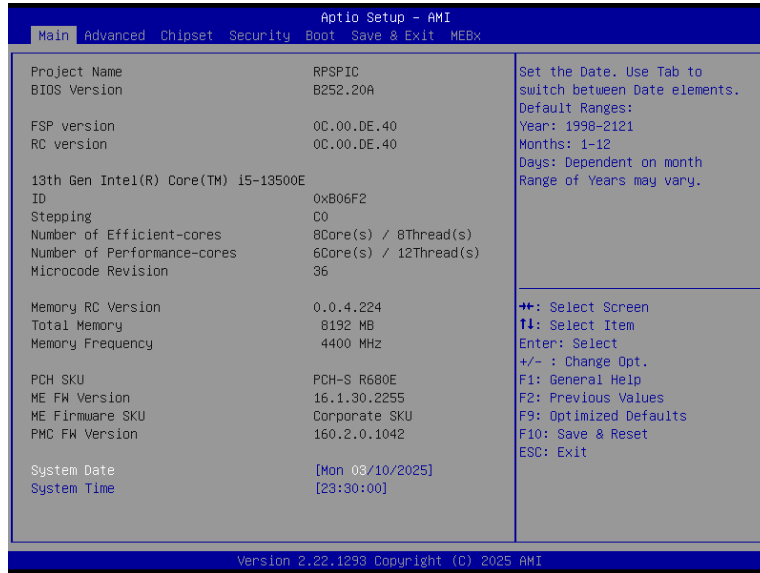 Aptio Setup – AMI
Main Advanced Chipset Security Boot Save & Exit MEBx
Project Name RPSPIC
BIOS Version B252.20A
FSP version 0C.00.DE.40
RC version 0C.00.DE.40
13th Gen Intel(R) Core(TM) i5-13500E
ID 0xB06F2
Stepping C0
Number of Efficient-cores 8Core(s) / 8Thread(s)
Number of Performance-cores 6Core(s) / 12Thread(s)
Microcode Revision 36
Memory RC Version 0.0.4.224
Total Memory 8192 MB
Memory Frequency 4400 MHz
PCH SKU PCH-S R680E
ME FW Version 16.1.30.2255
ME Firmware SKU Corporate SKU
PMC FW Version 160.2.0.1042
System Date [Mon 03/10/2025]
System Time [23:30:00]
Set the Date. Use Tab to
switch between Date elements.
Default Ranges:
Year: 1998-2121
Months: 1-12
Days: Dependent on month
Range of Years may vary.
→←: Select Screen
↑↓: Select Item
Enter: Select
+/- : Change Opt.
F1: General Help
F2: Previous Values
F9: Optimized Defaults
F10: Save & Reset
ESC: Exit
Version 2.22.1293 Copyright (C) 2025 AMI